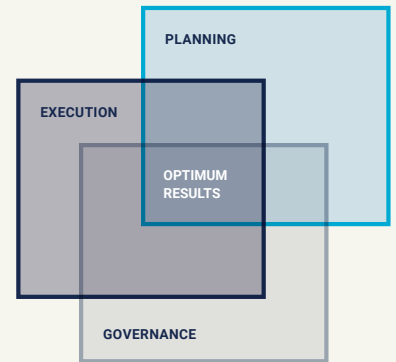 PLANNING
EXECUTION
OPTIMUM
RESULTS
GOVERNANCE